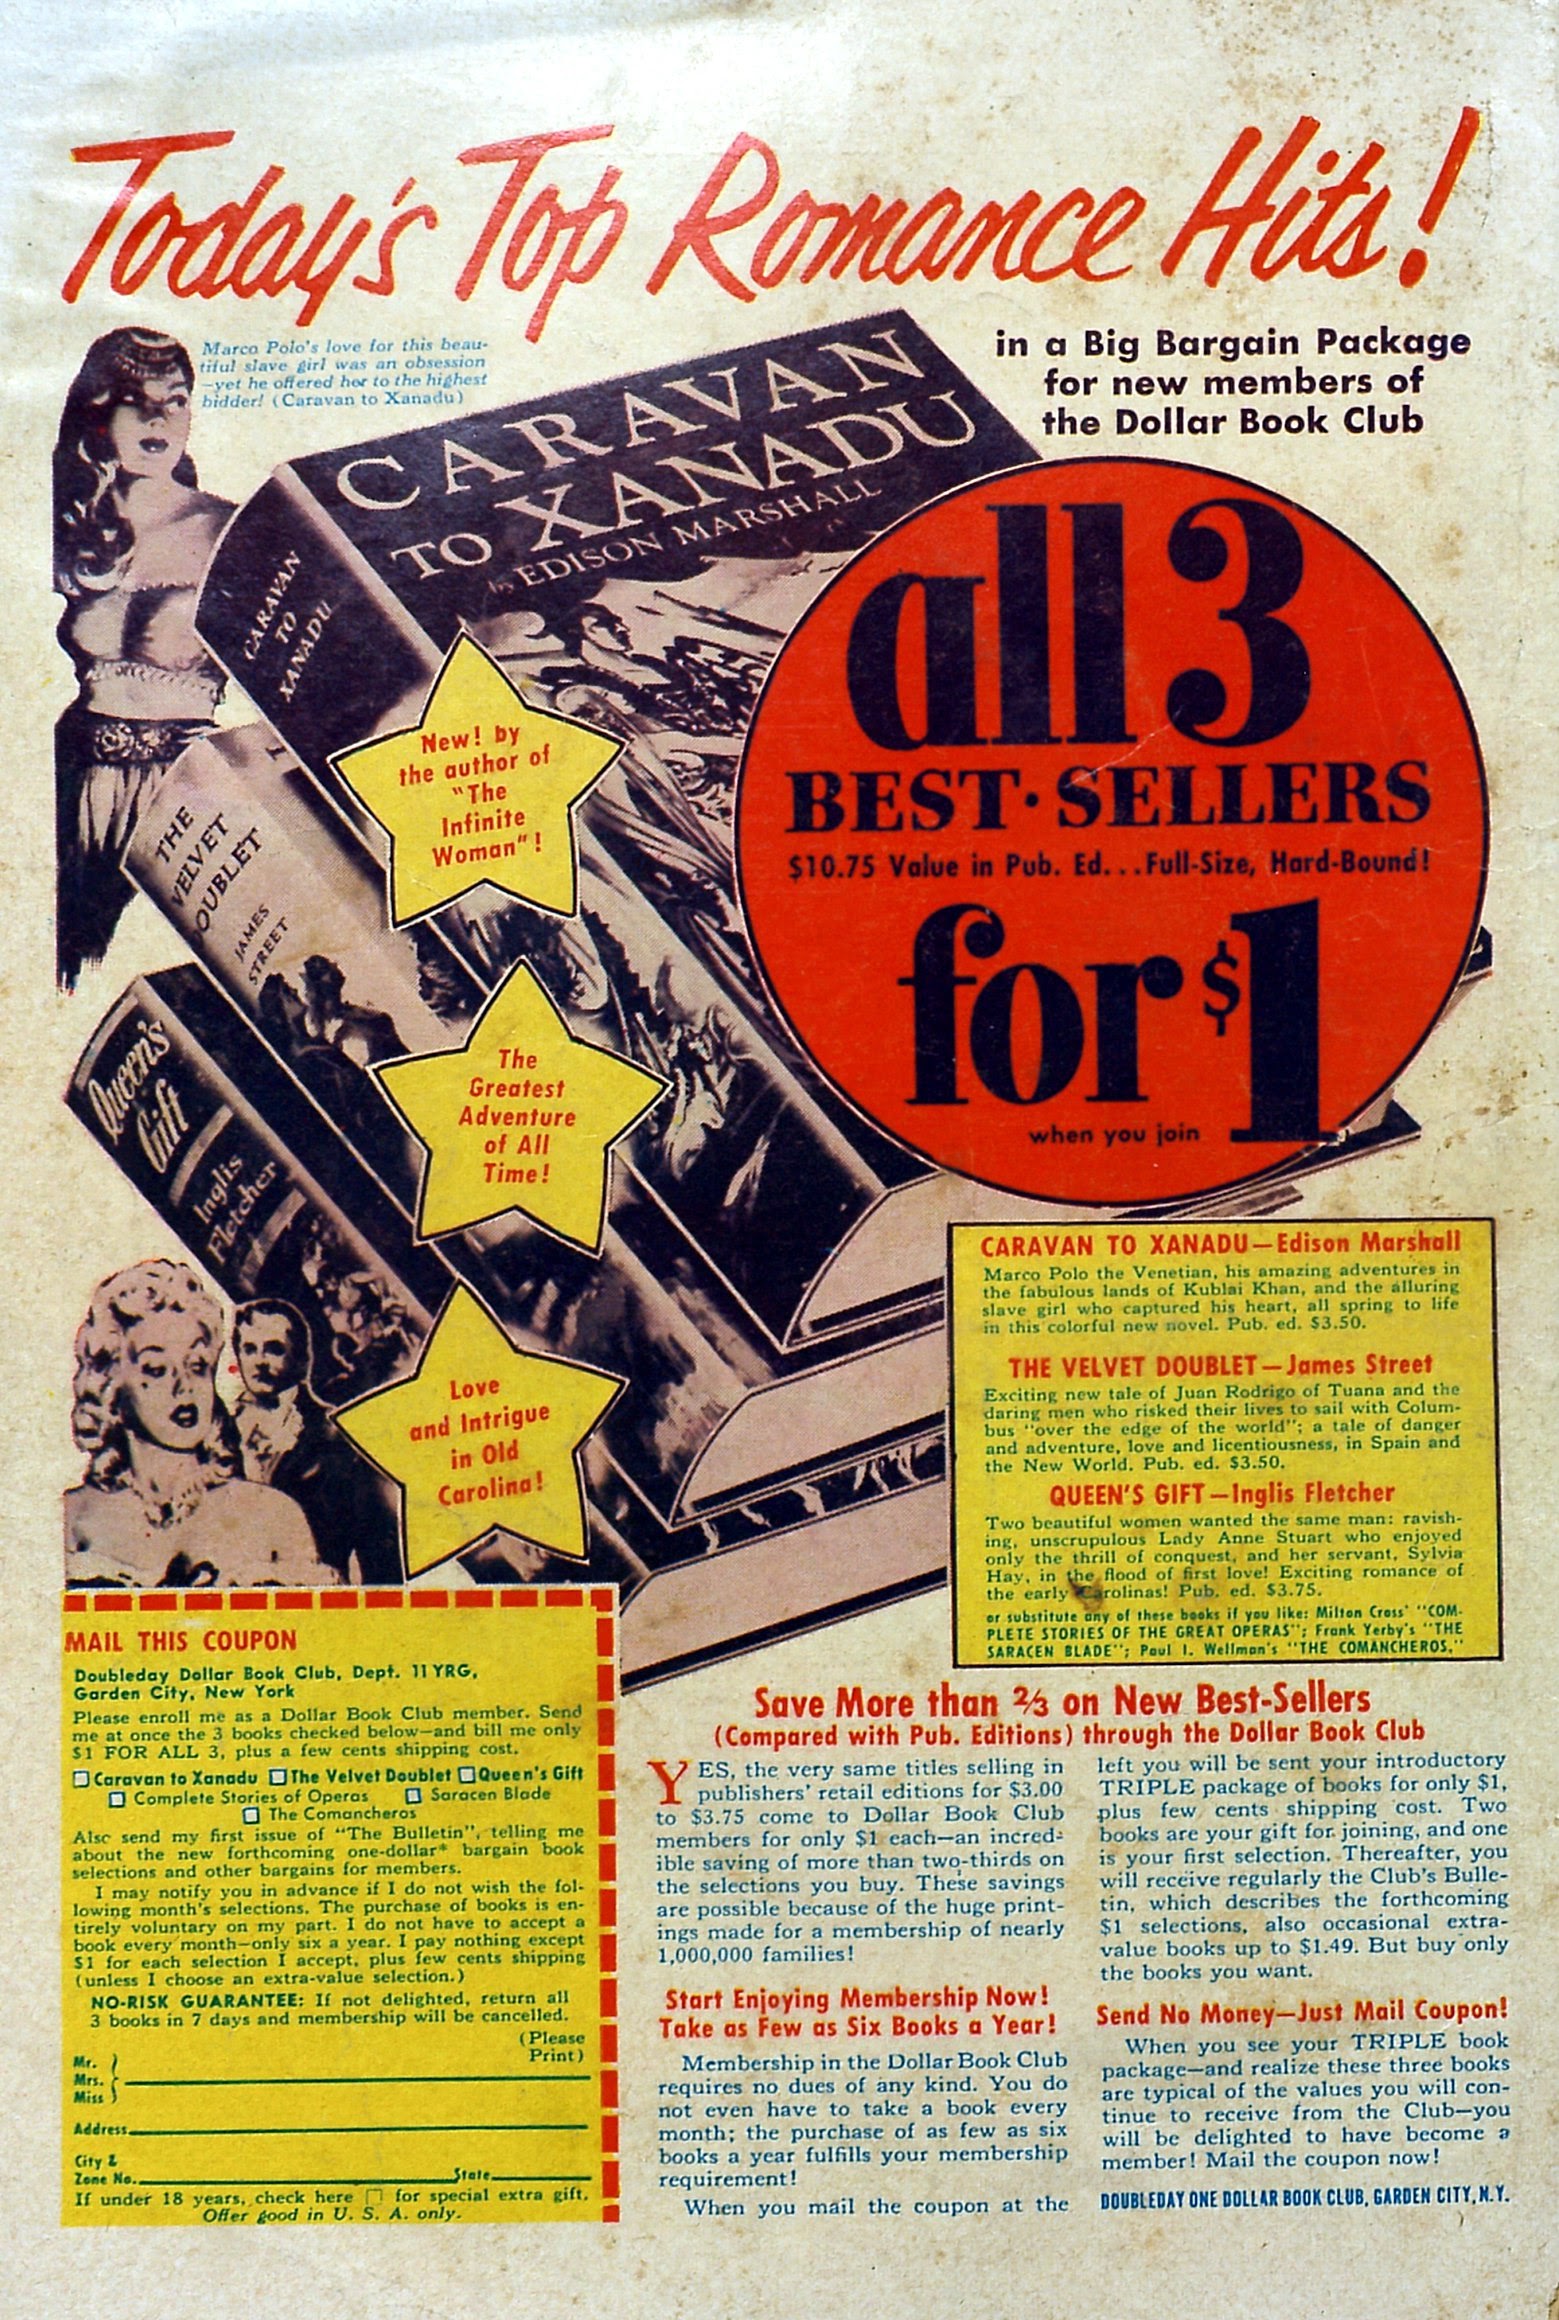 Today's Top Romance Hits!
Marco Polo's love for this beau-
tiful slave girl was an obsession
—yet he offered her to the highest
bidder! (Caravan to Xanadu)
in a Big Bargain Package
for new members of
the Dollar Book Club
CARAVAN
TO XANADU
by EDISON MARSHALL
CARAVAN
TO
XANADU
all 3
BEST-SELLERS
$10.75 Value in Pub. Ed...Full-Size, Hard-Bound!
for $1
when you join
New! by
the author of
"The
Infinite
Woman"!
THE
VELVET
DOUBLET
JAMES
STREET
The
Greatest
Adventure
of All
Time!
Queen's
Gift
Inglis
Fletcher
Love
and Intrigue
in Old
Carolina!
CARAVAN TO XANADU—Edison Marshall
Marco Polo the Venetian, his amazing adventures in
the fabulous lands of Kublai Khan, and the alluring
slave girl who captured his heart, all spring to life
in this colorful new novel. Pub. ed. $3.50.
THE VELVET DOUBLET—James Street
Exciting new tale of Juan Rodrigo of Tuana and the
daring men who risked their lives to sail with Colum-
bus "over the edge of the world"; a tale of danger
and adventure, love and licentiousness, in Spain and
the New World. Pub. ed. $3.50.
QUEEN'S GIFT—Inglis Fletcher
Two beautiful women wanted the same man: ravish-
ing, unscrupulous Lady Anne Stuart who enjoyed
only the thrill of conquest, and her servant, Sylvia
Hay, in the flood of first love! Exciting romance of
the early Carolinas! Pub. ed. $3.75.
or substitute any of these books if you like: Milton Cross' "COM-
PLETE STORIES OF THE GREAT OPERAS"; Frank Yerby's "THE
SARACEN BLADE"; Paul I. Wellman's "THE COMANCHEROS."
MAIL THIS COUPON
Doubleday Dollar Book Club, Dept. 11 YRG,
Garden City, New York
Please enroll me as a Dollar Book Club member. Send
me at once the 3 books checked below—and bill me only
$1 FOR ALL 3, plus a few cents shipping cost.
☐ Caravan to Xanadu ☐ The Velvet Doublet ☐ Queen's Gift
☐ Complete Stories of Operas ☐ Saracen Blade
☐ The Comancheros
Also send my first issue of "The Bulletin", telling me
about the new forthcoming one-dollar* bargain book
selections and other bargains for members.
I may notify you in advance if I do not wish the fol-
lowing month's selections. The purchase of books is en-
tirely voluntary on my part. I do not have to accept a
book every month—only six a year. I pay nothing except
$1 for each selection I accept, plus few cents shipping
(unless I choose an extra-value selection.)
NO-RISK GUARANTEE: If not delighted, return all
3 books in 7 days and membership will be cancelled.
(Please
Print)
Mr.
Mrs.
Miss
Address
City &
Zone No. State
If under 18 years, check here ☐ for special extra gift.
Offer good in U. S. A. only.
Save More than 2/3 on New Best-Sellers
(Compared with Pub. Editions) through the Dollar Book Club
YES, the very same titles selling in
publishers' retail editions for $3.00
to $3.75 come to Dollar Book Club
members for only $1 each—an incred-
ible saving of more than two-thirds on
the selections you buy. These savings
are possible because of the huge print-
ings made for a membership of nearly
1,000,000 families!
Start Enjoying Membership Now!
Take as Few as Six Books a Year!
Membership in the Dollar Book Club
requires no dues of any kind. You do
not even have to take a book every
month; the purchase of as few as six
books a year fulfills your membership
requirement!
When you mail the coupon at the
left you will be sent your introductory
TRIPLE package of books for only $1,
plus few cents shipping cost. Two
books are your gift for joining, and one
is your first selection. Thereafter, you
will receive regularly the Club's Bulle-
tin, which describes the forthcoming
$1 selections, also occasional extra-
value books up to $1.49. But buy only
the books you want.
Send No Money—Just Mail Coupon!
When you see your TRIPLE book
package—and realize these three books
are typical of the values you will con-
tinue to receive from the Club—you
will be delighted to have become a
member! Mail the coupon now!
DOUBLEDAY ONE DOLLAR BOOK CLUB, GARDEN CITY, N.Y.